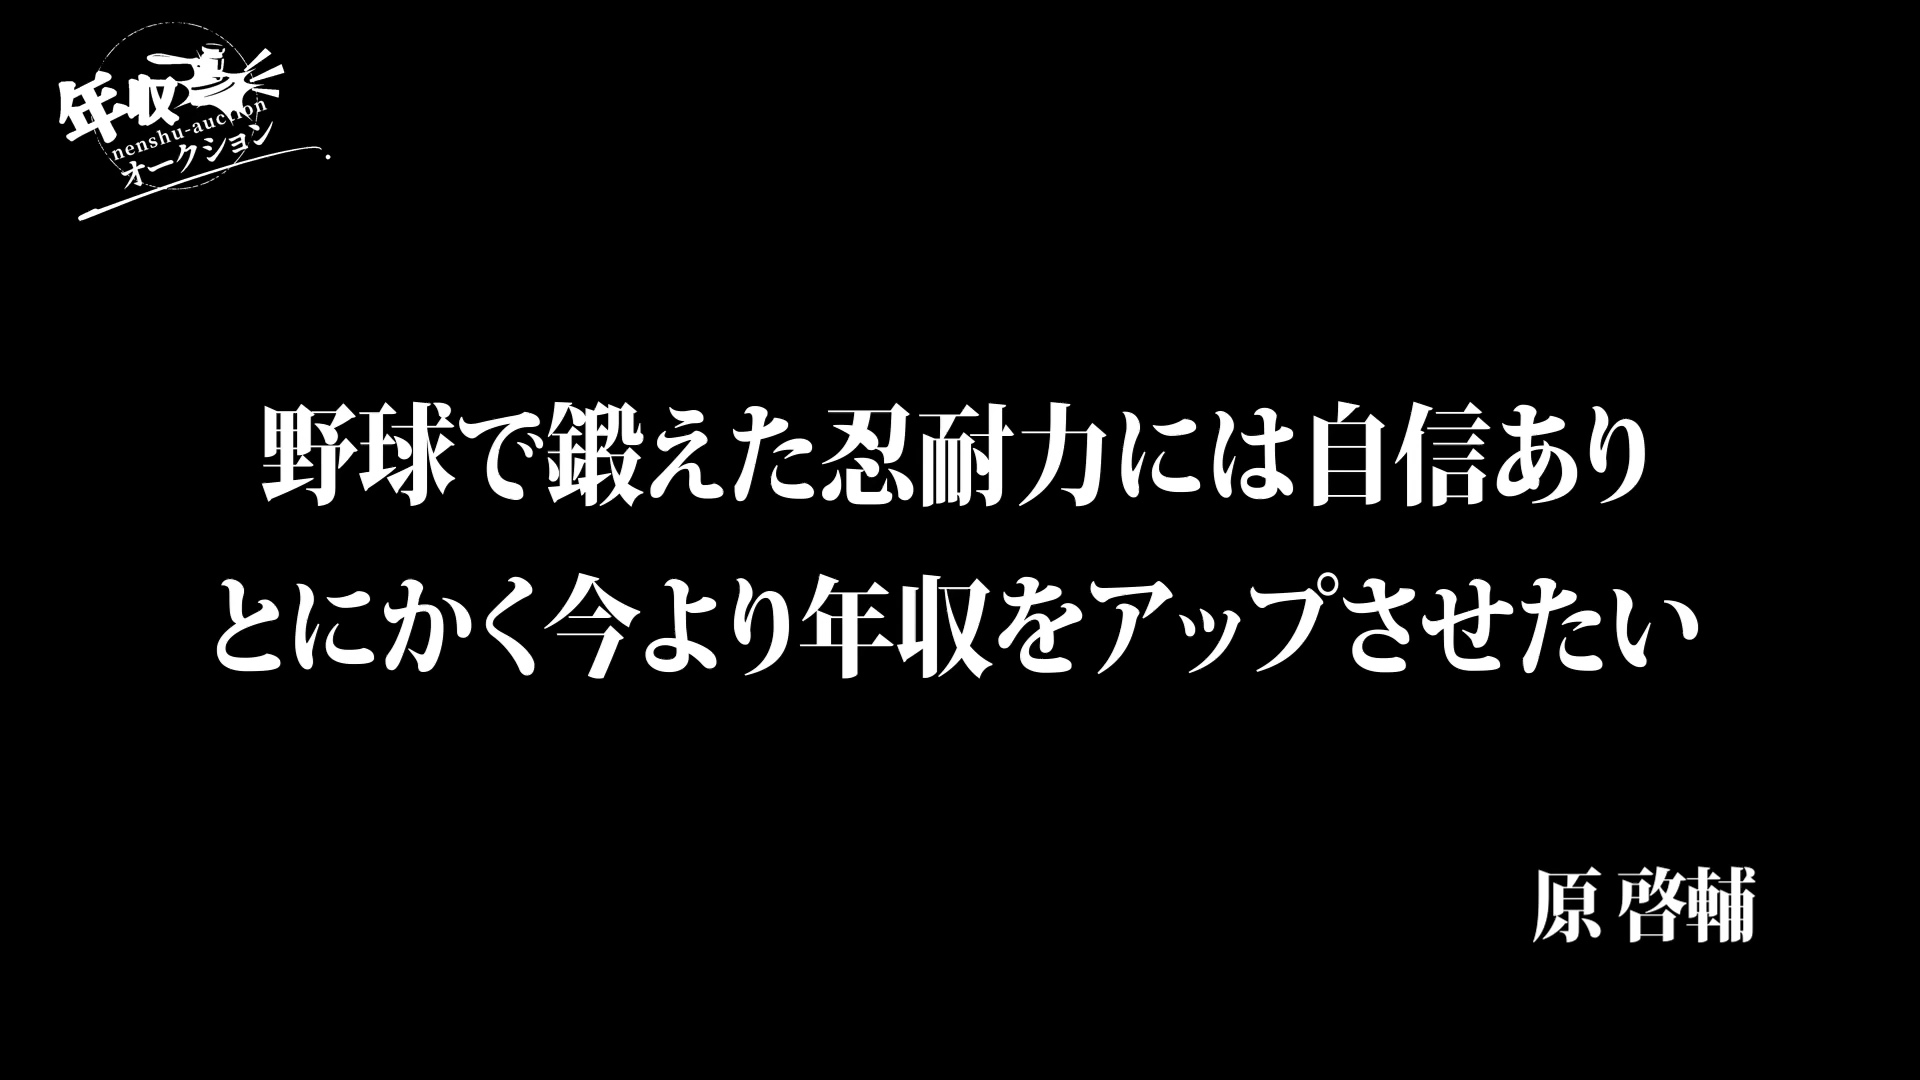 年収
nenshu-auction
オークション
野球で鍛えた忍耐力には自信あり
とにかく今より年収をアップさせたい
原 啓輔